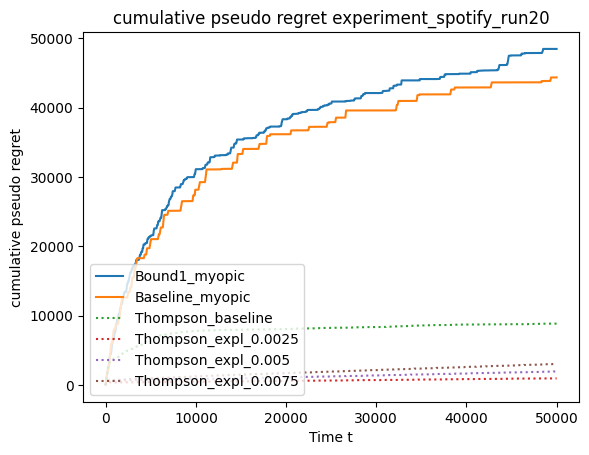 cumulative pseudo regret experiment_spotify_run20
50000
40000
30000
20000
10000
0
cumulative pseudo regret
Bound1_myopic
Baseline_myopic
Thompson_baseline
Thompson_expl_0.0025
Thompson_expl_0.005
Thompson_expl_0.0075
0
10000
20000
30000
40000
50000
Time t